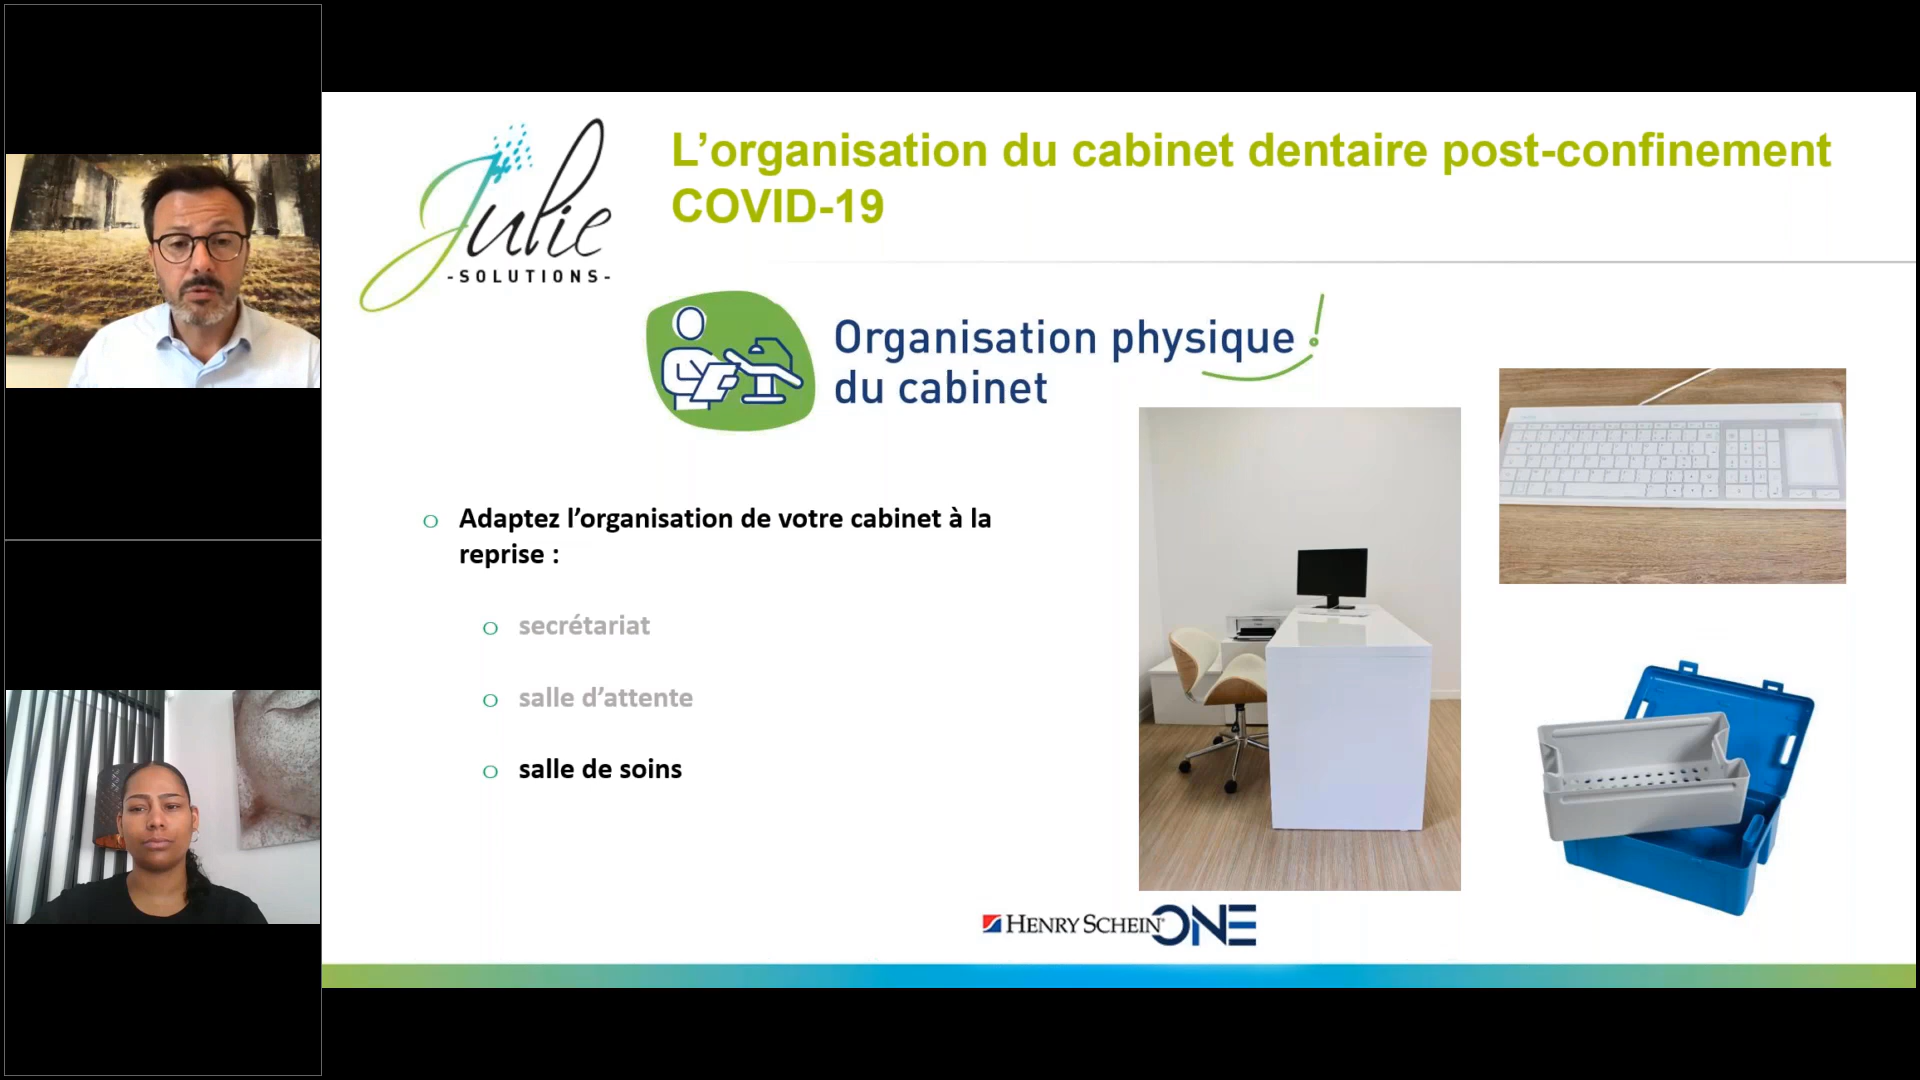 Julie
-SOLUTIONS-
L’organisation du cabinet dentaire post-confinement
COVID-19
Organisation physique !
du cabinet
o Adaptez l’organisation de votre cabinet à la
reprise :
o secrétariat
o salle d’attente
o salle de soins
HENRY SCHEIN® ONE